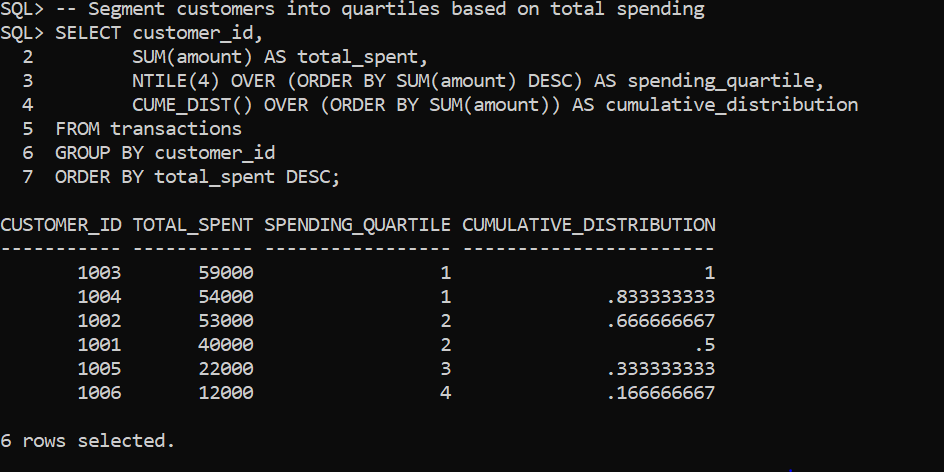 SQL> -- Segment customers into quartiles based on total spending
SQL> SELECT customer_id,
  2         SUM(amount) AS total_spent,
  3         NTILE(4) OVER (ORDER BY SUM(amount) DESC) AS spending_quartile,
  4         CUME_DIST() OVER (ORDER BY SUM(amount)) AS cumulative_distribution
  5  FROM transactions
  6  GROUP BY customer_id
  7  ORDER BY total_spent DESC;

CUSTOMER_ID TOTAL_SPENT SPENDING_QUARTILE CUMULATIVE_DISTRIBUTION
----------- ----------- ----------------- -----------------------
       1003       59000                 1                       1
       1004       54000                 1              .833333333
       1002       53000                 2              .666666667
       1001       40000                 2                      .5
       1005       22000                 3              .333333333
       1006       12000                 4              .166666667

6 rows selected.